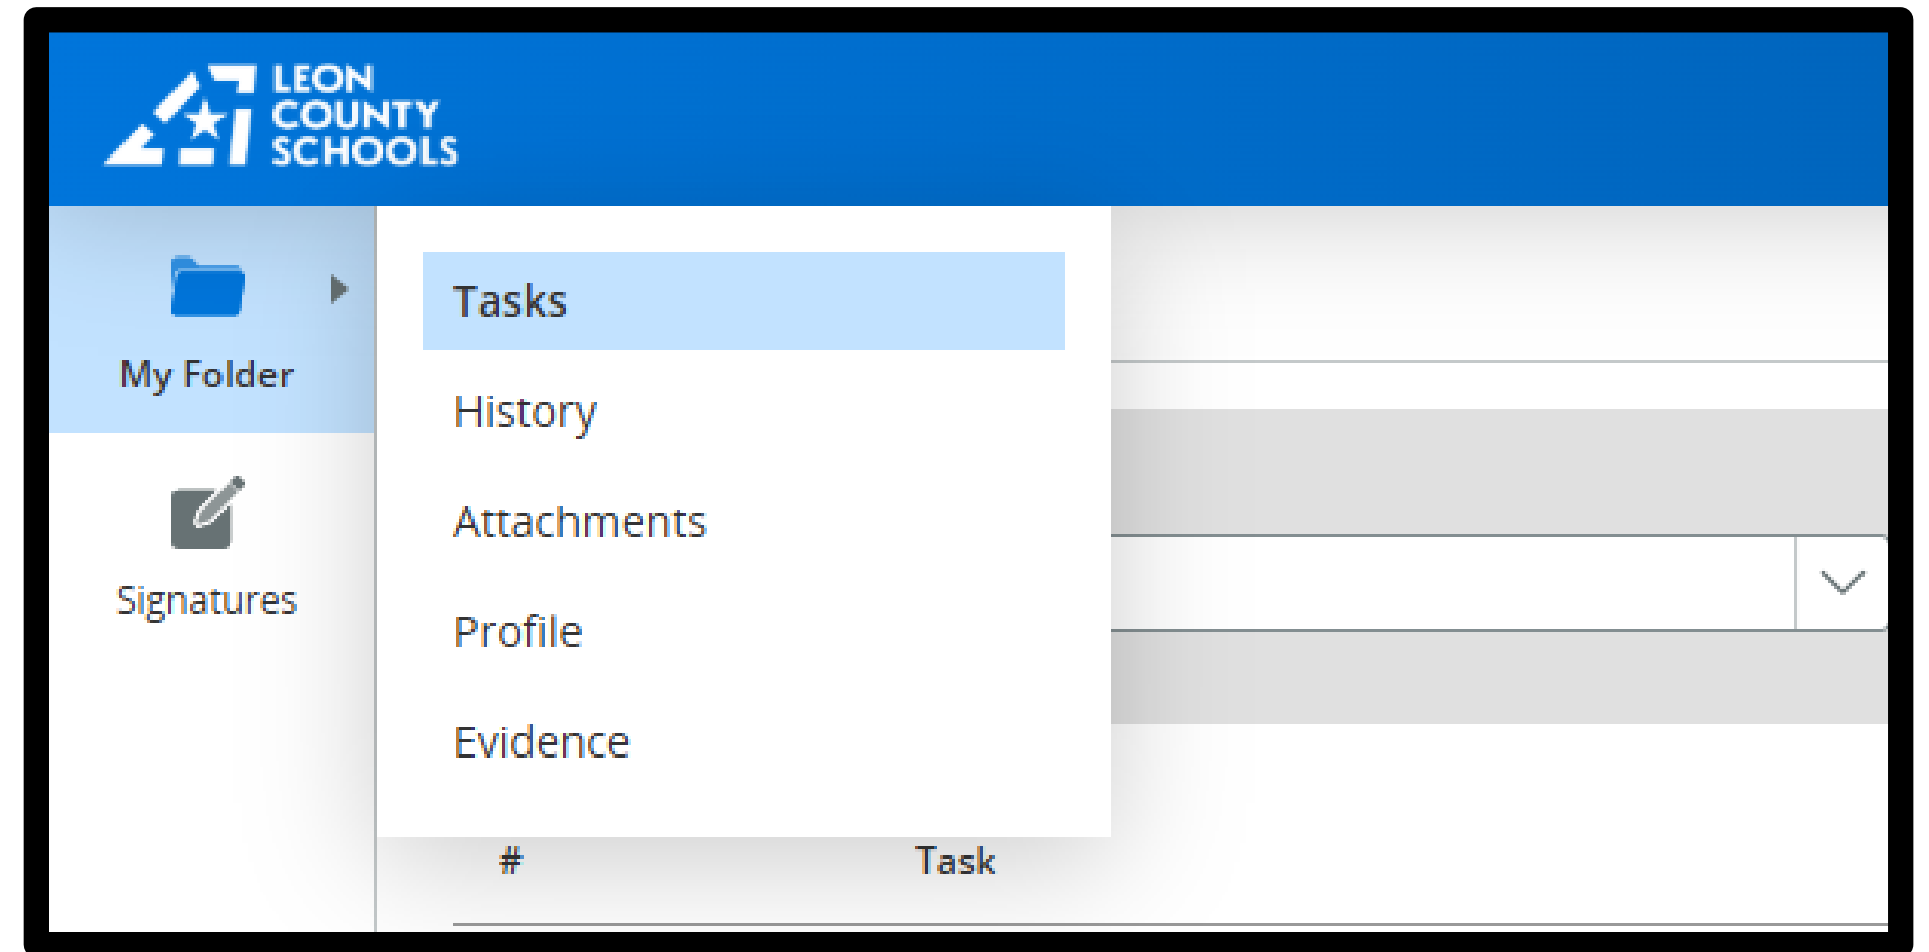 LEON
COUNTY
SCHOOLS
My Folder
Signatures
Tasks
History
Attachments
Profile
Evidence
# Task